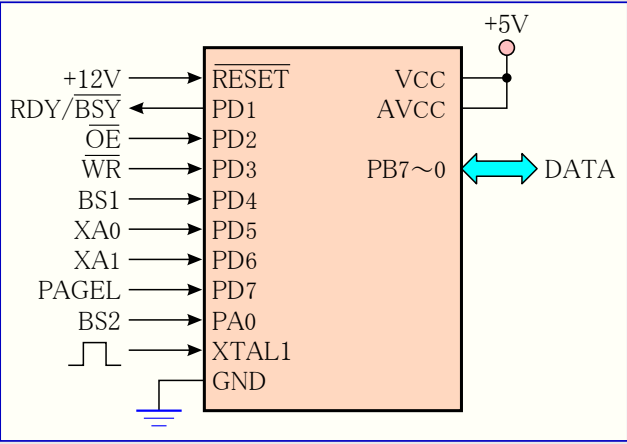 +5V
+12V RESET VCC
RDY/BSY PD1 AVCC
OE PD2
WR PD3 PB7～0 DATA
BS1 PD4
XA0 PD5
XA1 PD6
PAGEL PD7
BS2 PA0
XTAL1
GND